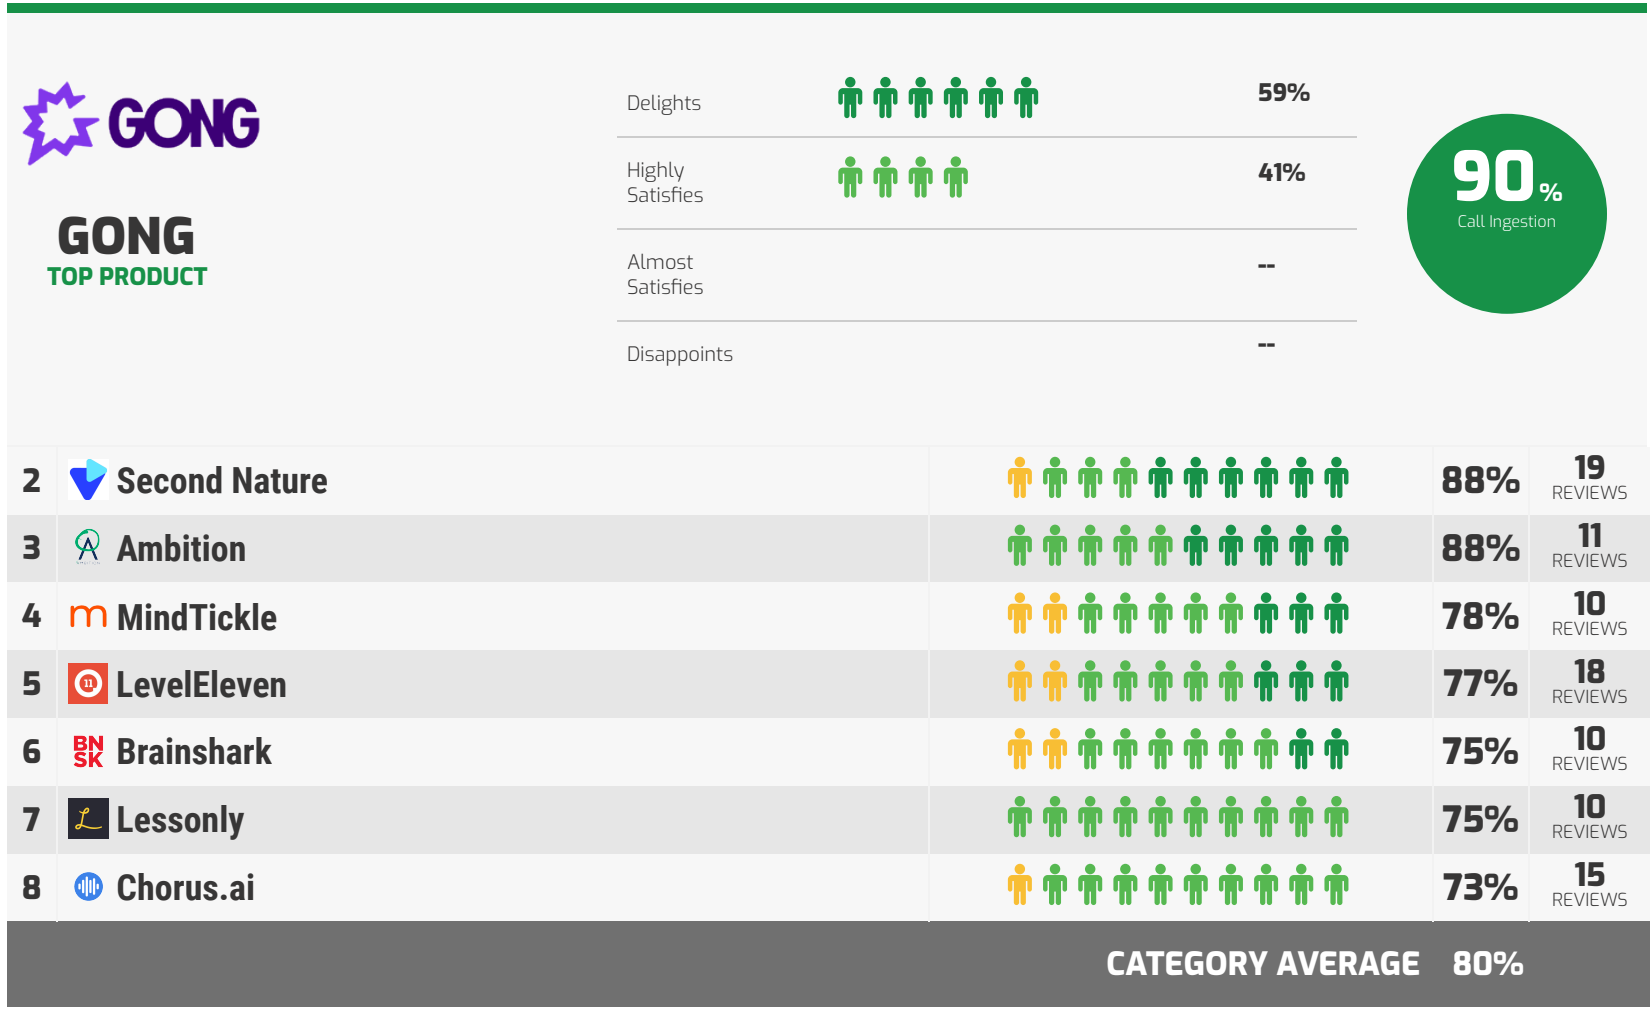 GONG
GONG
TOP PRODUCT
Delights 59%
Highly
Satisfies 41%
Almost
Satisfies --
Disappoints --
90%
Call Ingestion
2 Second Nature 88% 19
REVIEWS
3 Ambition 88% 11
REVIEWS
4 m MindTickle 78% 10
REVIEWS
5 11 LevelEleven 77% 18
REVIEWS
6 BN
SK Brainshark 75% 10
REVIEWS
7 L Lessonly 75% 10
REVIEWS
8 Chorus.ai 73% 15
REVIEWS
CATEGORY AVERAGE 80%